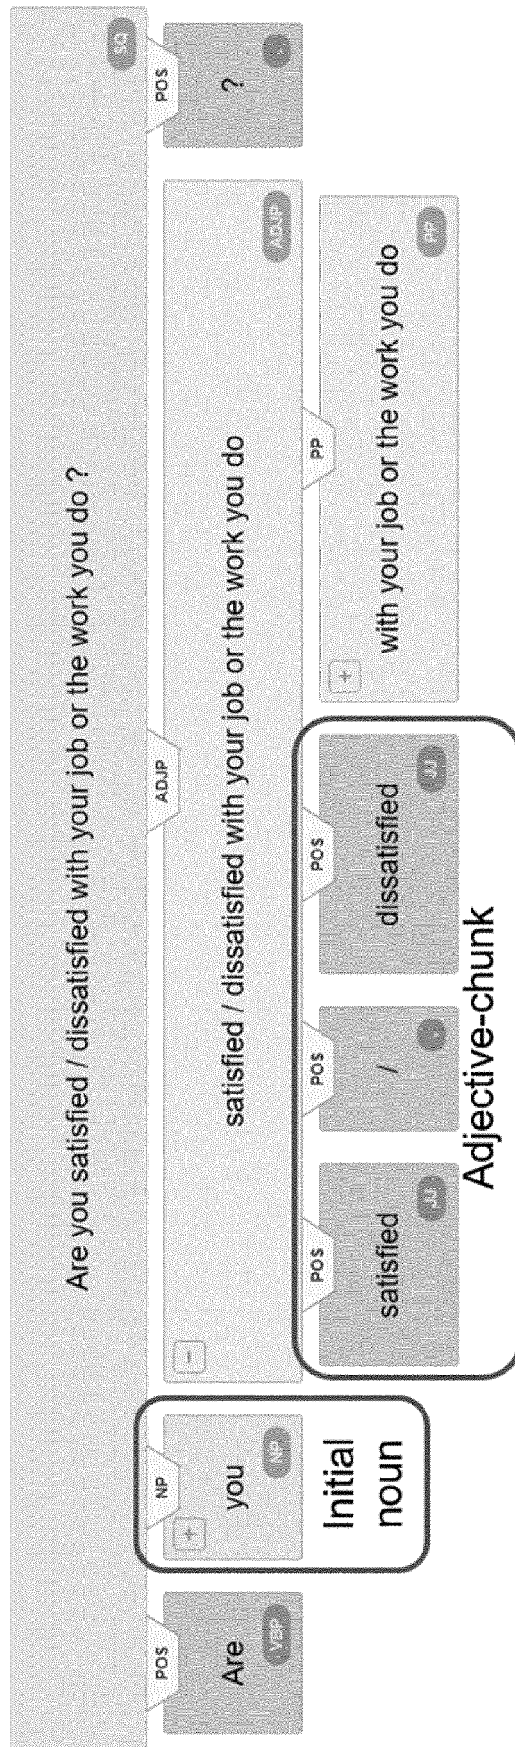 Are you satisfied / dissatisfied with your job or the work you do ?
SQ
POS
NP
ADJP
POS
Are
VBP
+
you
NP
-
satisfied / dissatisfied with your job or the work you do
ADJP
?
Initial
noun
POS
POS
POS
PP
satisfied
JJ
/
dissatisfied
JJ
+
with your job or the work you do
PP
Adjective-chunk